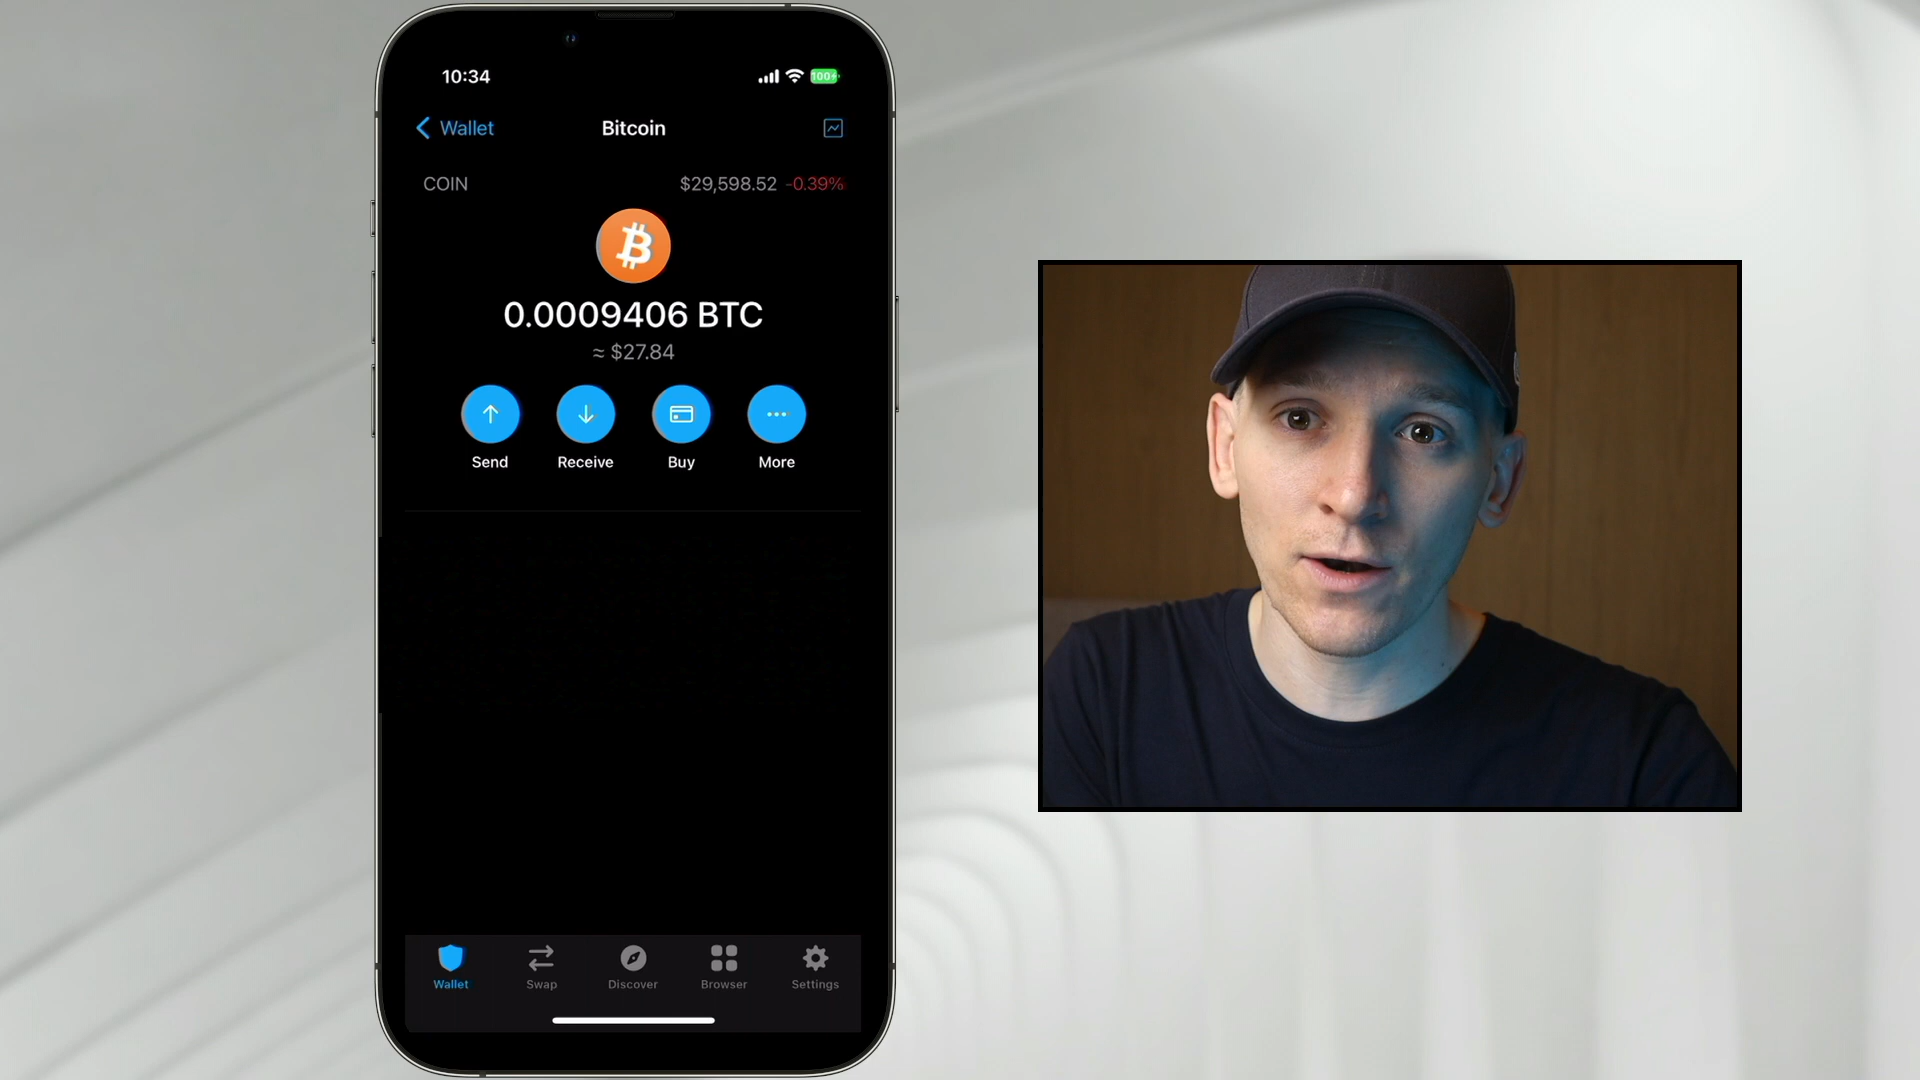 10:34
100
Wallet
Bitcoin
COIN
$29,598.52 -0.39%
0.0009406 BTC
≈ $27.84
Send
Receive
Buy
More
Wallet
Swap
Discover
Browser
Settings